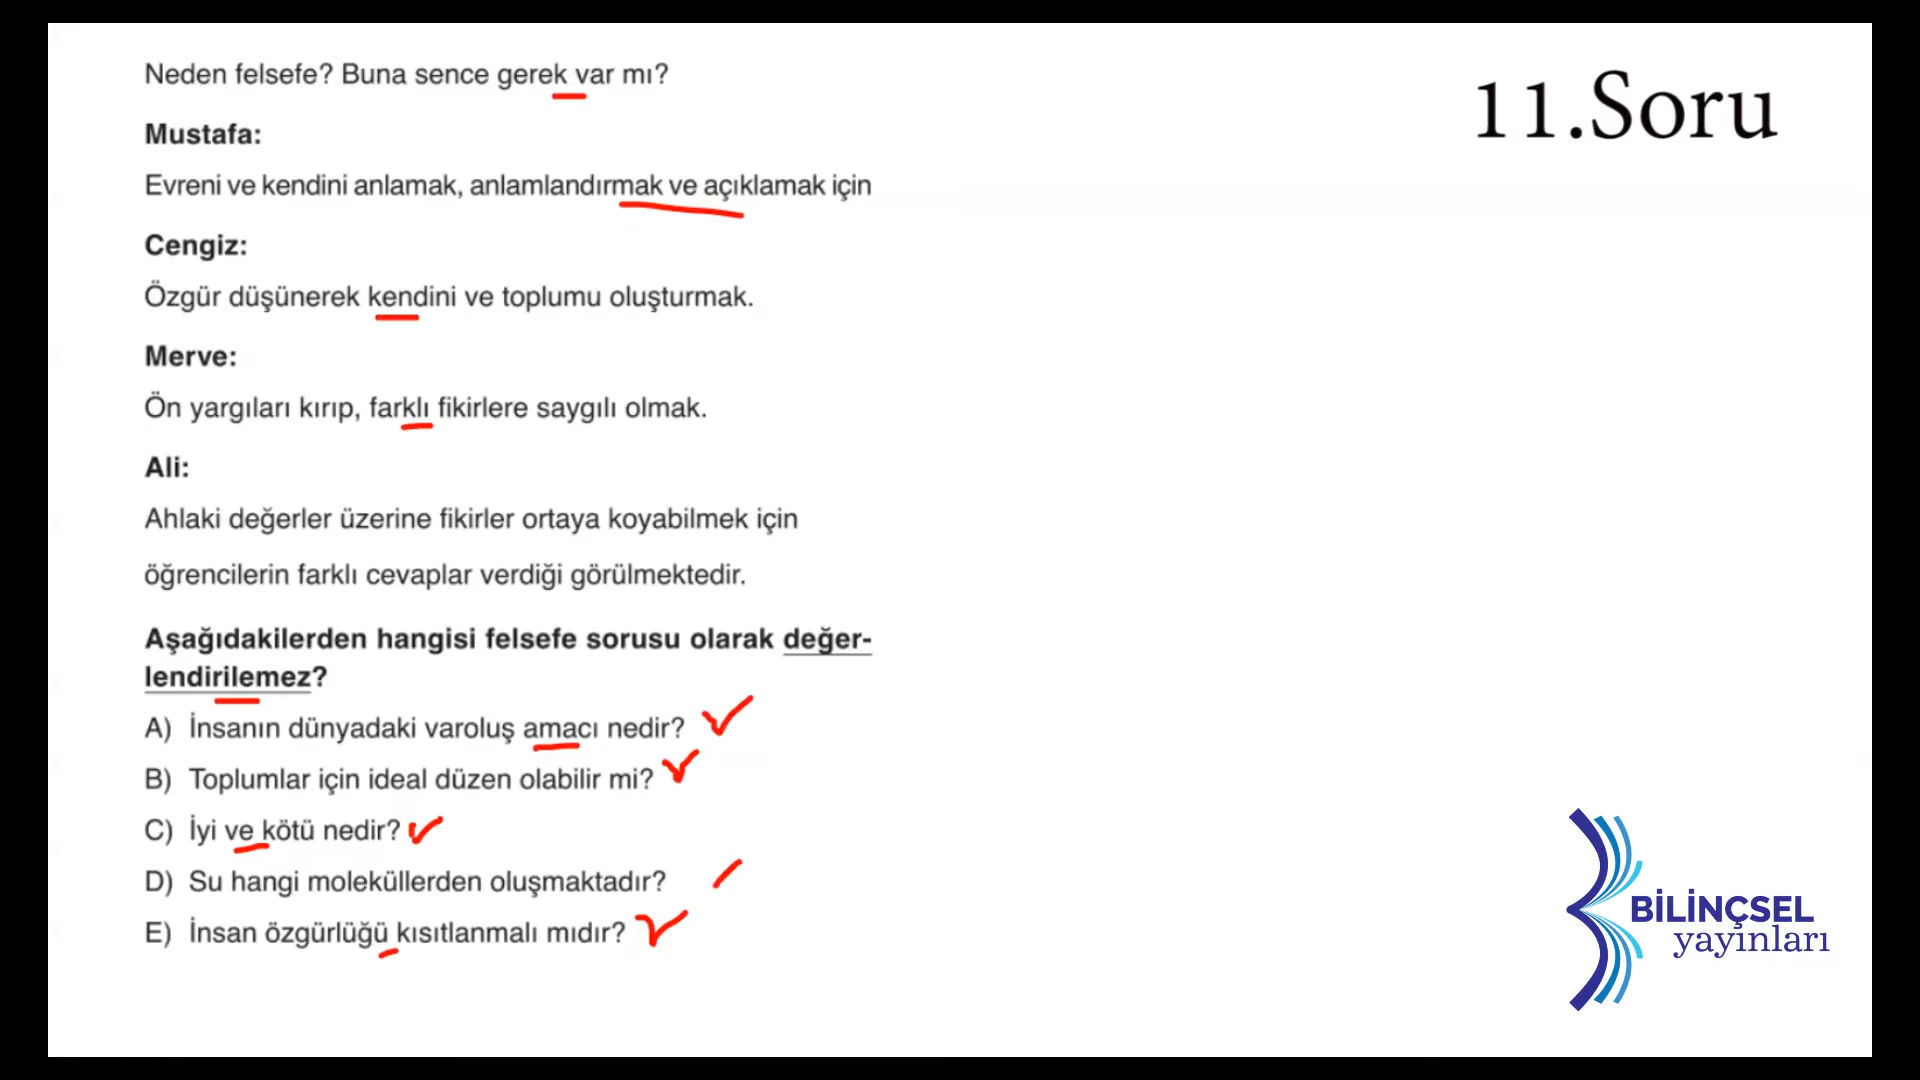 Neden felsefe? Buna sence gerek var mı?
11.Soru
Mustafa:
Evreni ve kendini anlamak, anlamlandırmak ve açıklamak için
Cengiz:
Özgür düşünerek kendini ve toplumu oluşturmak.
Merve:
Ön yargıları kırıp, farklı fikirlere saygılı olmak.
Ali:
Ahlaki değerler üzerine fikirler ortaya koyabilmek için
öğrencilerin farklı cevaplar verdiği görülmektedir.
Aşağıdakilerden hangisi felsefe sorusu olarak değer-
lendirilemez?
A) İnsanın dünyadaki varoluş amacı nedir?
B) Toplumlar için ideal düzen olabilir mi?
C) İyi ve kötü nedir?
D) Su hangi moleküllerden oluşmaktadır?
E) İnsan özgürlüğü kısıtlanmalı mıdır?
BİLİNÇSEL
yayınları